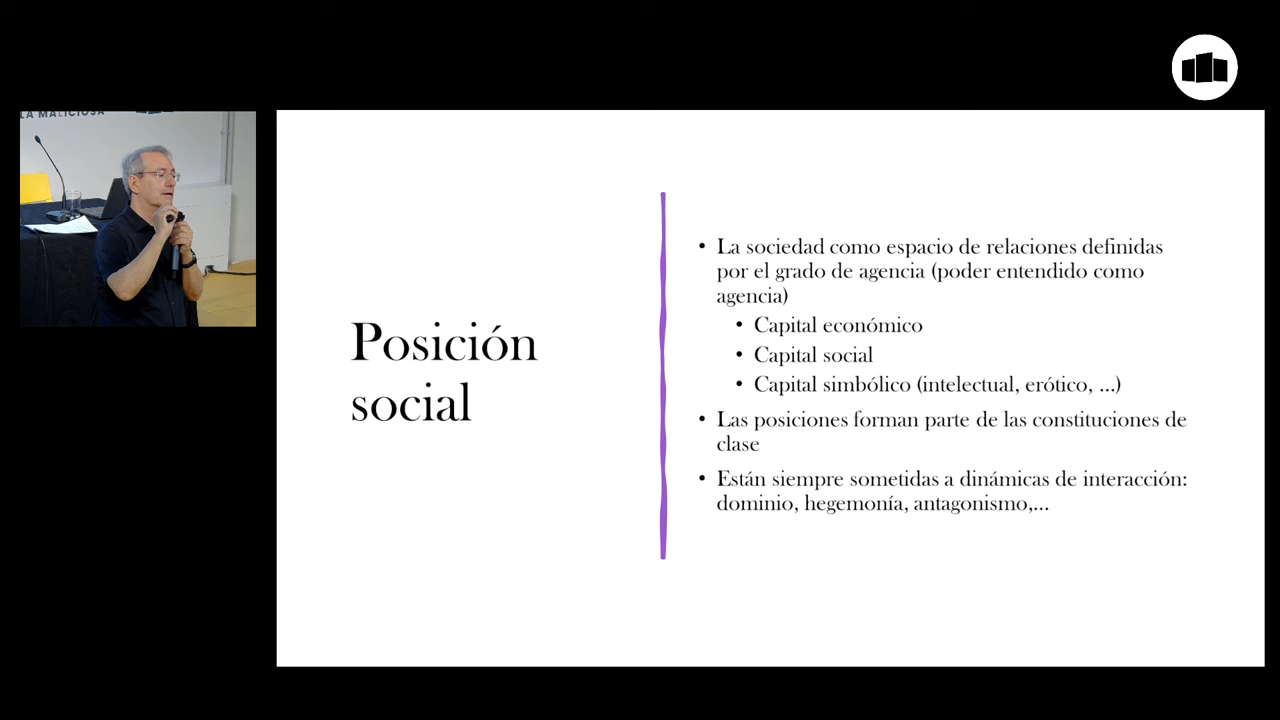 LA MALICIOSA
Posición
social
• La sociedad como espacio de relaciones definidas
por el grado de agencia (poder entendido como
agencia)
• Capital económico
• Capital social
• Capital simbólico (intelectual, erótico, ...)
• Las posiciones forman parte de las constituciones de
clase
• Están siempre sometidas a dinámicas de interacción:
dominio, hegemonía, antagonismo,...